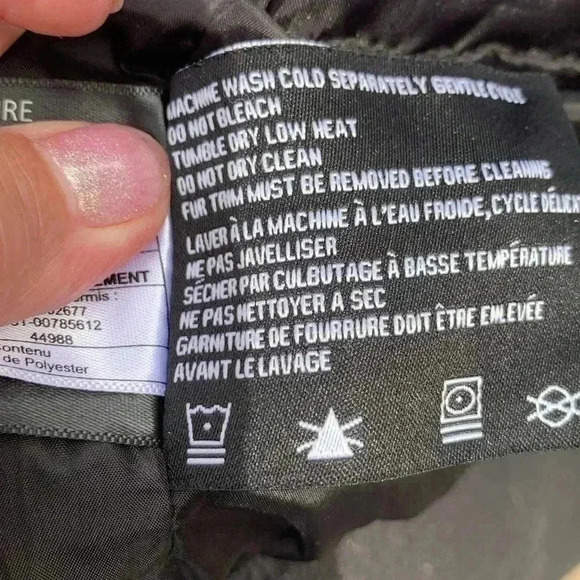 RE
EMENT
ermis :
02677
01-00785612
44988
Contenu
de Polyester
MACHINE WASH COLD SEPARATELY GENTLE CYCLE
DO NOT BLEACH
TUMBLE DRY LOW HEAT
DO NOT DRY CLEAN
FUR TRIM MUST BE REMOVED BEFORE CLEANING
LAVER À LA MACHINE À L'EAU FROIDE, CYCLE DÉLICAT
NE PAS JAVELLISER
SÉCHER PAR CULBUTAGE À BASSE TEMPÉRATURE
NE PAS NETTOYER A SEC
GARNITURE DE FOURRURE DOIT ÊTRE ENLEVÉE
AVANT LE LAVAGE